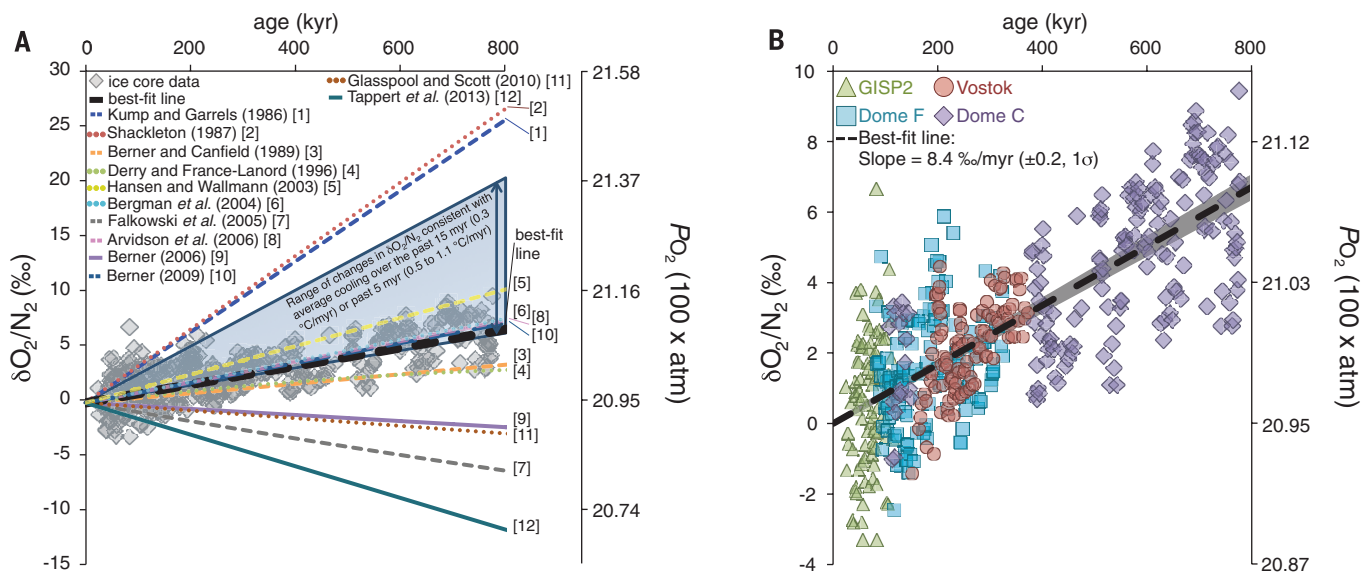 A
age (kyr)
0 200 400 600 800
30
25
20
15
10
5
0
-5
-10
-15
δO2/N2 (‰)
ice core data
best-fit line
Kump and Garrels (1986) [1]
Shackleton (1987) [2]
Berner and Canfield (1989) [3]
Derry and France-Lanord (1996) [4]
Hansen and Wallmann (2003) [5]
Bergman et al. (2004) [6]
Falkowski et al. (2005) [7]
Arvidson et al. (2006) [8]
Berner (2006) [9]
Berner (2009) [10]
Glasspool and Scott (2010) [11]
Tappert et al. (2013) [12]
Range of changes in δO2/N2 consistent with
average cooling over the past 15 myr (0.3
°C/myr) or past 5 myr (0.5 to 1.1 °C/myr)
[2]
[1]
best-fit
line
[5]
[6]
[8]
[10]
[3]
[4]
[9]
[11]
[7]
[12]
21.58
21.37
21.16
20.95
20.74
PO2 (100 x atm)
B
age (kyr)
0 200 400 600 800
10
8
6
4
2
0
-2
-4
δO2/N2 (‰)
GISP2 Vostok
Dome F Dome C
Best-fit line:
Slope = 8.4 ‰/myr (±0.2, 1σ)
21.12
21.03
20.95
20.87
PO2 (100 x atm)